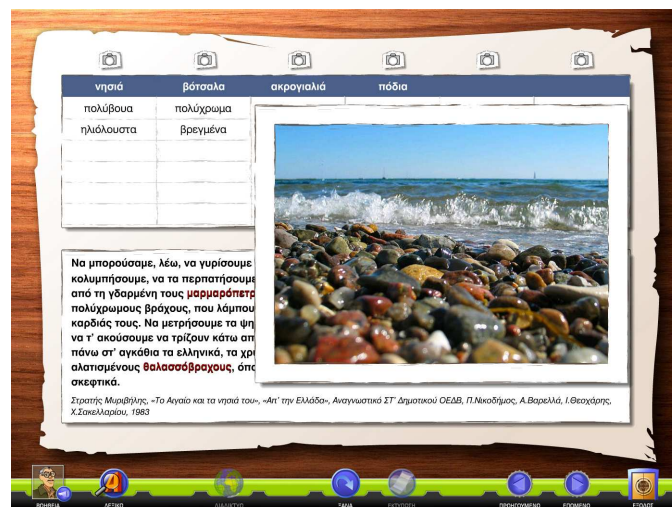 νησιά βότσαλα ακρογιαλιά πόδια
πολύβουα πολύχρωμα
ηλιόλουστα βρεγμένα
Να μπορούσαμε, λέω, να γυρίσουμε
κολυμπήσουμε, να τα περπατήσουμε
από τη γδαρμένη τους μαρμαρόπετρ
πολύχρωμους βράχους, που λάμπου
καρδιάς τους. Να μετρήσουμε τα ψη
να τ' ακούσουμε να τρίζουν κάτω απ
πάνω στ' αγκάθια τα ελληνικά, τα χρ
αλατισμένους θαλασσόβραχους, όπο
σκεφτικά.
Στρατής Μυριβήλης, «Το Αιγαίο και τα νησιά του», «Απ' την Ελλάδα», Αναγνωστικό ΣΤ' Δημοτικού ΟΕΔΒ, Π.Νικοδήμος, Α.Βαρελλά, Ι.Θεοχάρης,
Χ.Σακελλαρίου, 1983
ΒΟΗΘΕΙΑ ΛΕΞΙΚΟ ΔΙΑΔΙΚΤΥΟ ΞΑΝΑ ΕΚΤΥΠΩΣΗ ΠΡΟΗΓΟΥΜΕΝΟ ΕΠΟΜΕΝΟ ΕΞΟΔΟΣ